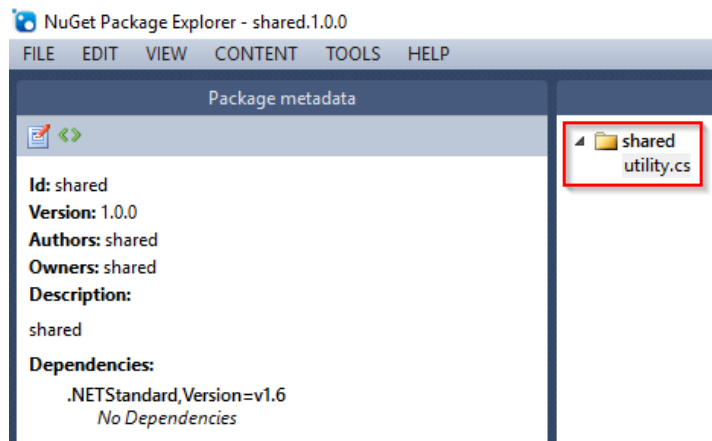 NuGet Package Explorer - shared.1.0.0
FILE EDIT VIEW CONTENT TOOLS HELP
Package metadata
Id: shared
Version: 1.0.0
Authors: shared
Owners: shared
Description:
shared
Dependencies:
.NETStandard,Version=v1.6
No Dependencies
shared
utility.cs